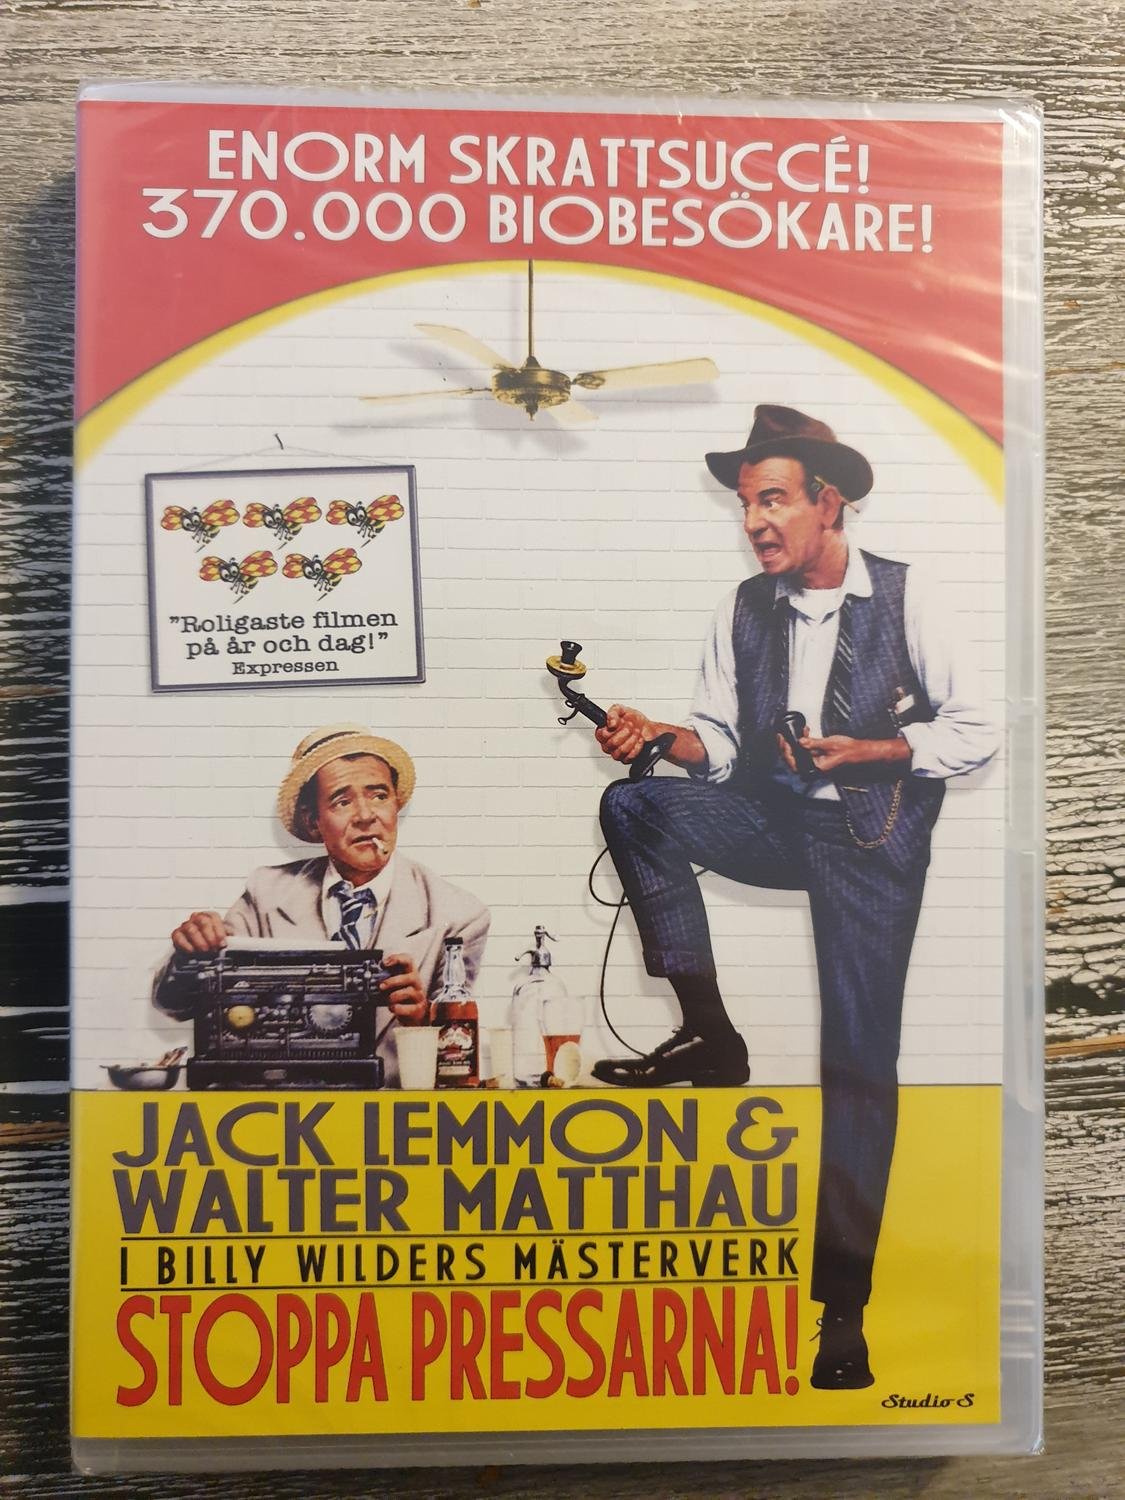 ENORM SKRATTSUCCÉ!
370.000 BIOBESÖKARE!
"Roligaste filmen
på år och dag!"
Expressen
JACK LEMMON &
WALTER MATTHAU
I BILLY WILDERS MÄSTERVERK
STOPPA PRESSARNA!
Studio S